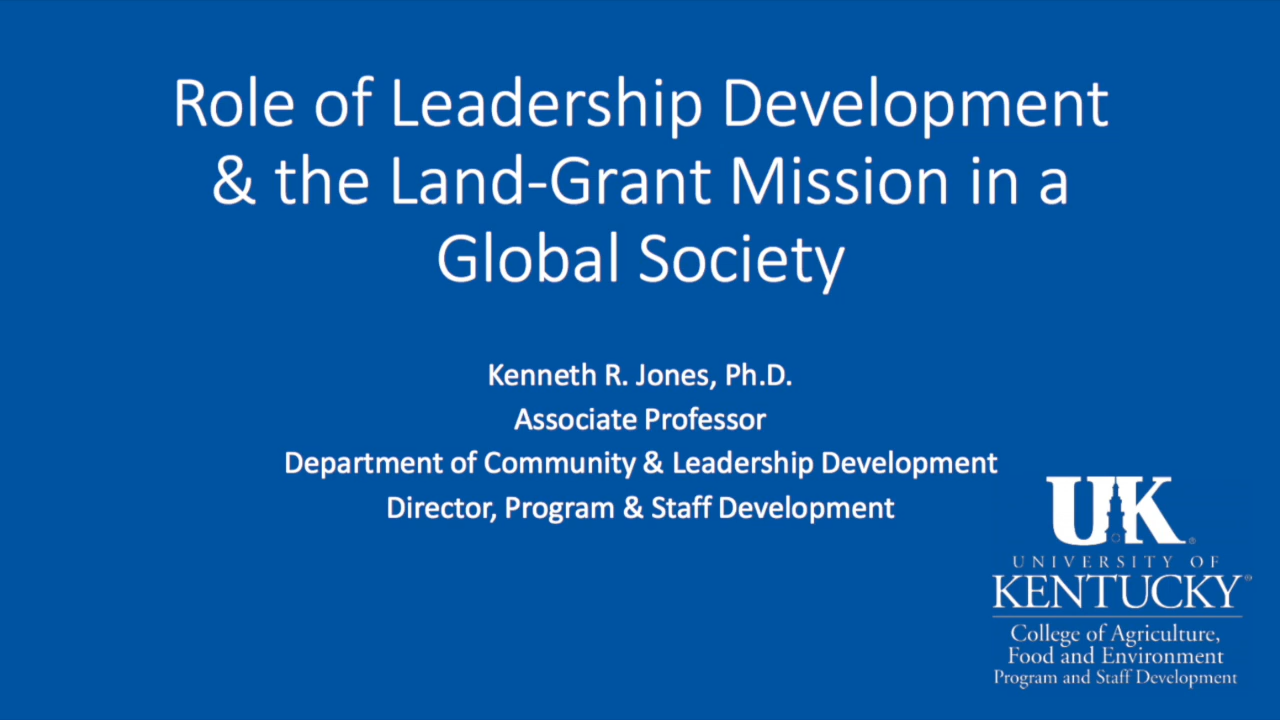 Role of Leadership Development
& the Land-Grant Mission in a
Global Society
Kenneth R. Jones, Ph.D.
Associate Professor
Department of Community & Leadership Development
Director, Program & Staff Development
UK®
UNIVERSITY OF
KENTUCKY®
College of Agriculture,
Food and Environment
Program and Staff Development